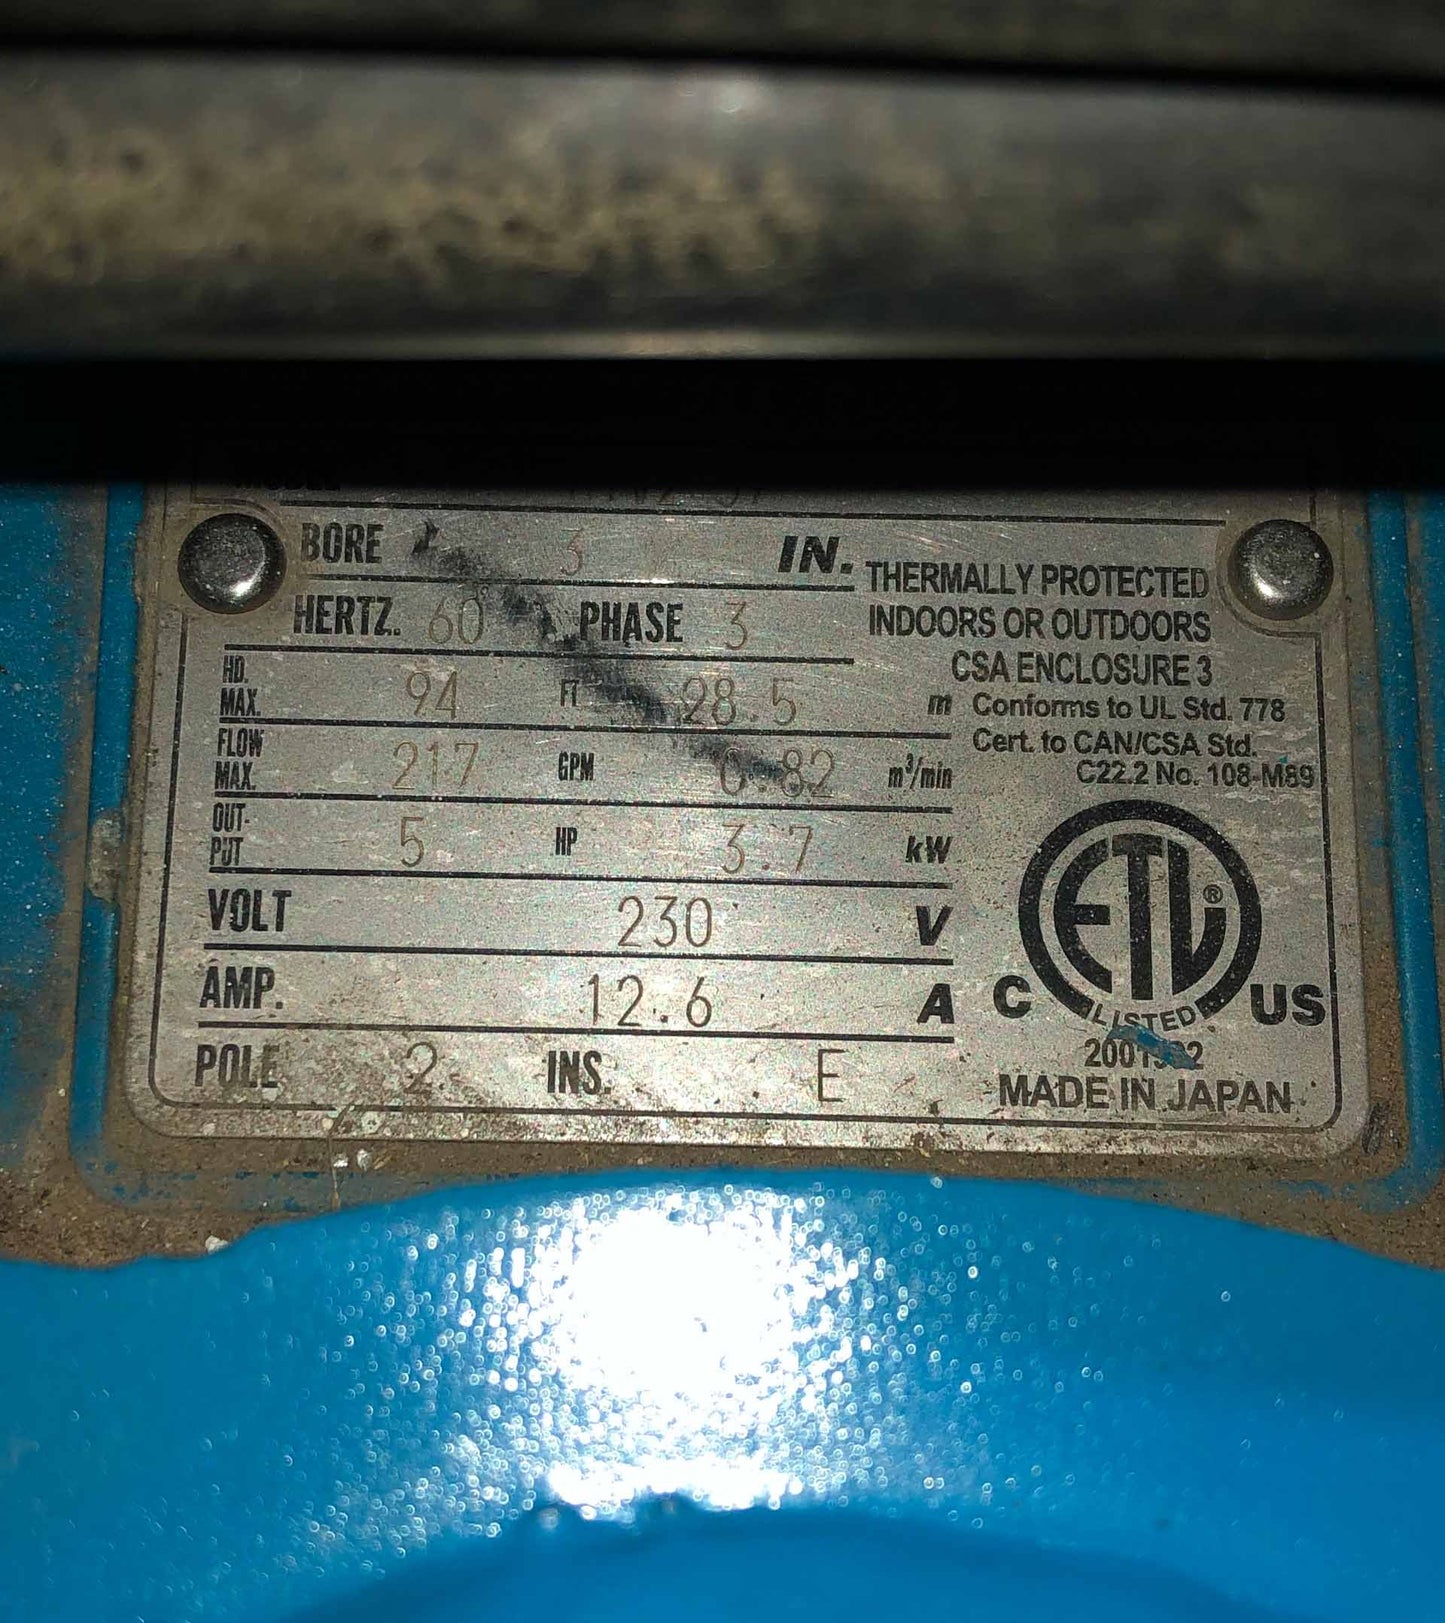 BORE 3 IN.
HERTZ. 60 PHASE 3
HD. MAX. 94 FT 28.5 m
FLOW MAX. 217 GPM 0.82 m³/min
OUT-PUT 5 HP 3.7 kW
VOLT 230 V
AMP. 12.6 A
POLE 2 INS. E
THERMALLY PROTECTED
INDOORS OR OUTDOORS
CSA ENCLOSURE 3
Conforms to UL Std. 778
Cert. to CAN/CSA Std.
C22.2 No. 108-M89
ETL ®
C LISTED US
MADE IN JAPAN